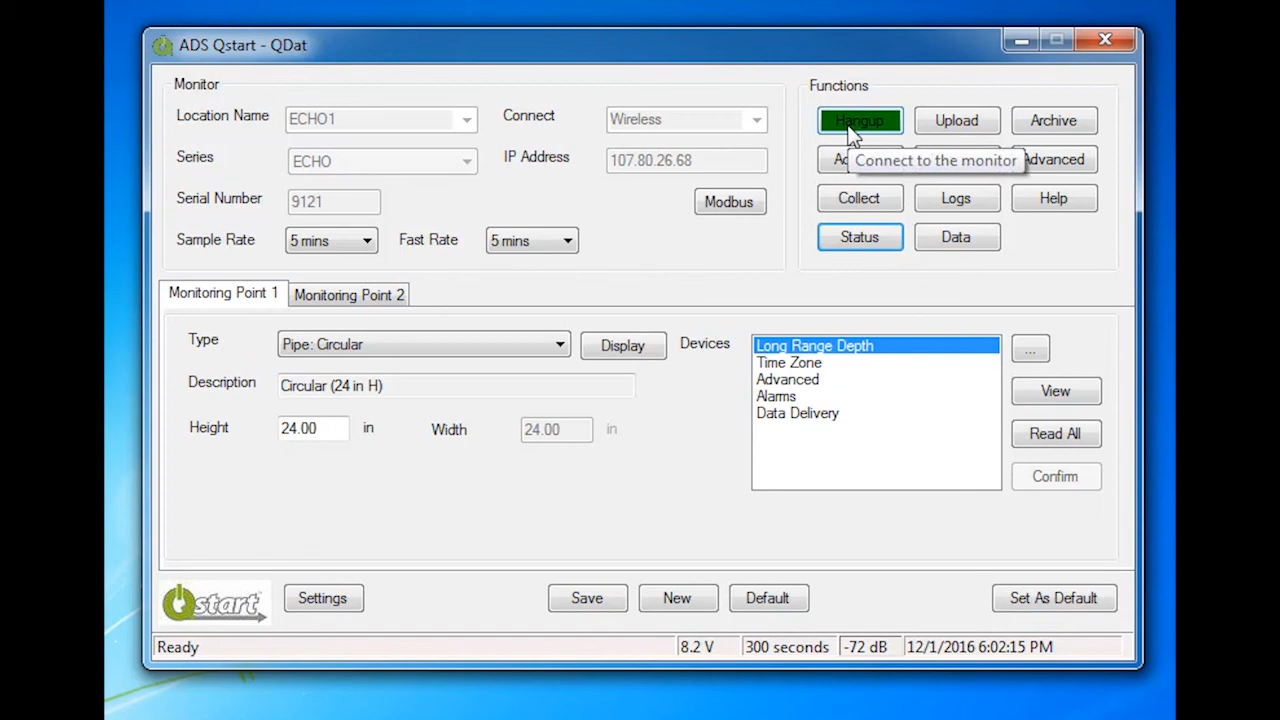 ADS Qstart - QDat
Monitor
Location Name
ECHO1
Connect
Wireless
Series
ECHO
IP Address
107.80.26.68
Serial Number
9121
Modbus
Sample Rate
5 mins
Fast Rate
5 mins
Functions
Hangup
Upload
Archive
Connect to the monitor
Advanced
Collect
Logs
Help
Status
Data
Monitoring Point 1
Monitoring Point 2
Type
Pipe: Circular
Display
Description
Circular (24 in H)
Height
24.00
in
Width
24.00
in
Devices
Long Range Depth
Time Zone
Advanced
Alarms
Data Delivery
...
View
Read All
Confirm
Qstart
Settings
Save
New
Default
Set As Default
Ready
8.2 V
300 seconds
-72 dB
12/1/2016 6:02:15 PM